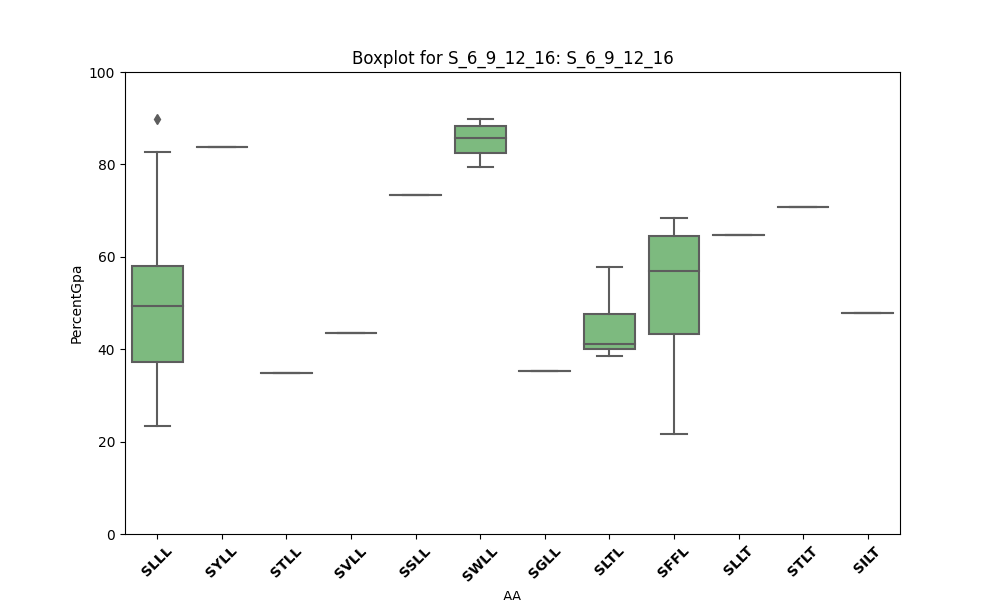 Boxplot for S_6_9_12_16: S_6_9_12_16
100
80
60
40
20
0
PercentGpa
SLLL
SYLL
STLL
SVLL
SSLL
SWLL
SGLL
SLTL
SFFL
SLLT
STLT
SILT
AA